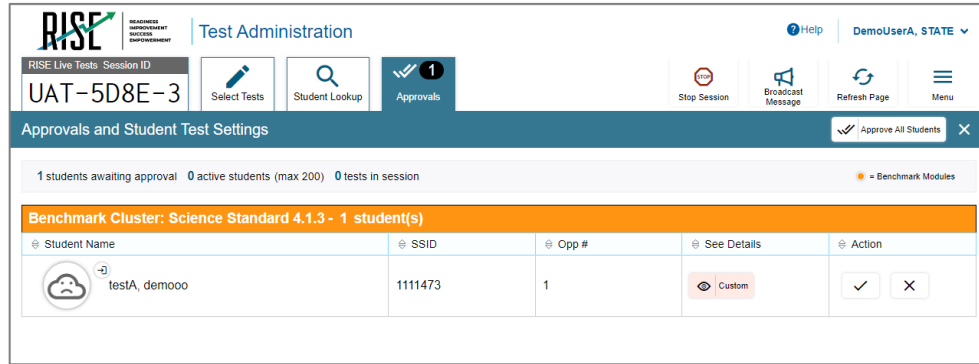 RISE
READINESS
IMPROVEMENT
SUCCESS
EMPOWERMENT
Test Administration
Help
DemoUserA, STATE
RISE Live Tests Session ID
UAT-5D8E-3
Select Tests
Student Lookup
1
Approvals
STOP
Stop Session
Broadcast
Message
Refresh Page
Menu
Approvals and Student Test Settings
Approve All Students
1 students awaiting approval 0 active students (max 200) 0 tests in session
= Benchmark Modules
Benchmark Cluster: Science Standard 4.1.3 - 1 student(s)
Student Name SSID Opp # See Details Action
testA, demooo 1111473 1 Custom